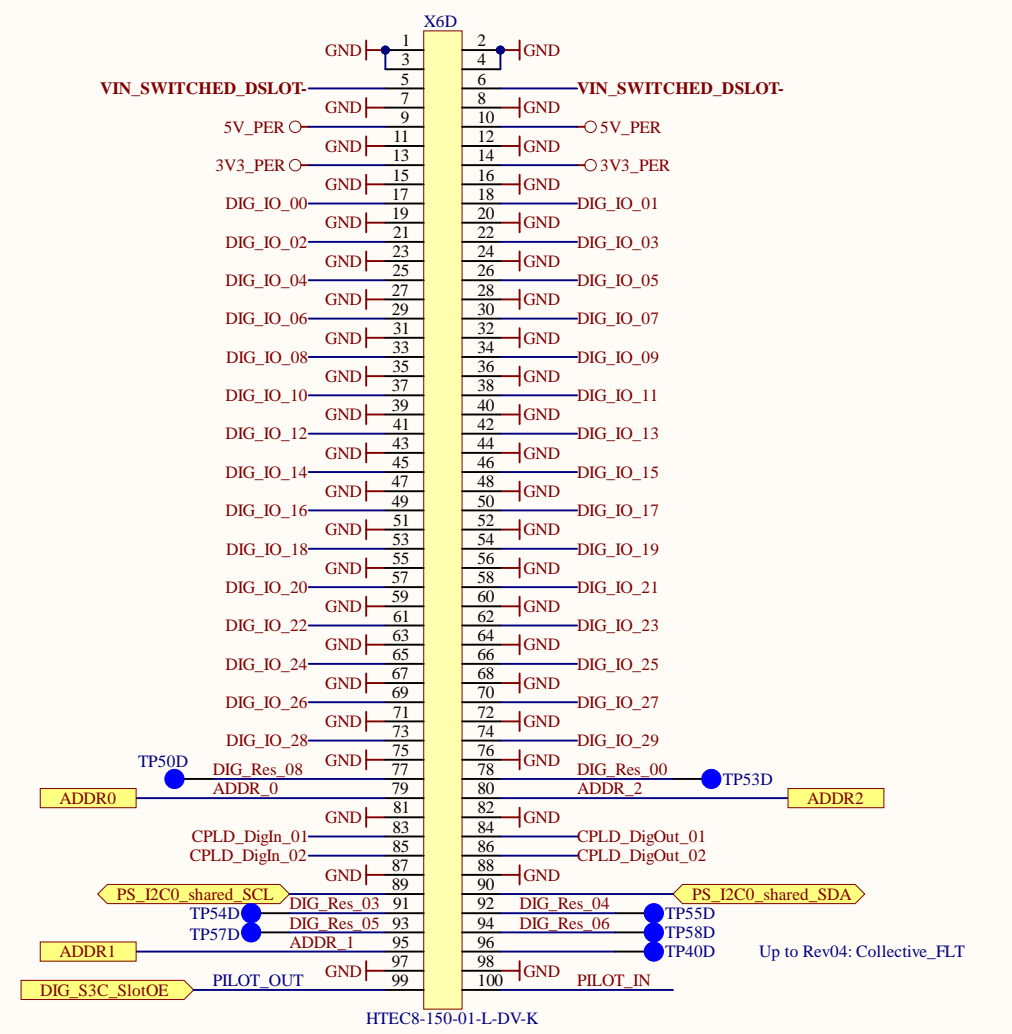 X6D
GND 1 2 GND
3 4
VIN_SWITCHED_DSLOT- 5 6 VIN_SWITCHED_DSLOT-
GND 7 8 GND
5V_PER 9 10 5V_PER
GND 11 12 GND
3V3_PER 13 14 3V3_PER
GND 15 16 GND
DIG_IO_00 17 18 DIG_IO_01
GND 19 20 GND
DIG_IO_02 21 22 DIG_IO_03
GND 23 24 GND
DIG_IO_04 25 26 DIG_IO_05
GND 27 28 GND
DIG_IO_06 29 30 DIG_IO_07
GND 31 32 GND
DIG_IO_08 33 34 DIG_IO_09
GND 35 36 GND
DIG_IO_10 37 38 DIG_IO_11
GND 39 40 GND
DIG_IO_12 41 42 DIG_IO_13
GND 43 44 GND
DIG_IO_14 45 46 DIG_IO_15
GND 47 48 GND
DIG_IO_16 49 50 DIG_IO_17
GND 51 52 GND
DIG_IO_18 53 54 DIG_IO_19
GND 55 56 GND
DIG_IO_20 57 58 DIG_IO_21
GND 59 60 GND
DIG_IO_22 61 62 DIG_IO_23
GND 63 64 GND
DIG_IO_24 65 66 DIG_IO_25
GND 67 68 GND
DIG_IO_26 69 70 DIG_IO_27
GND 71 72 GND
DIG_IO_28 73 74 DIG_IO_29
GND 75 76 GND
TP50D DIG_Res_08 77 78 DIG_Res_00 TP53D
ADDR0 ADDR_0 79 80 ADDR_2 ADDR2
GND 81 82 GND
CPLD_DigIn_01 83 84 CPLD_DigOut_01
CPLD_DigIn_02 85 86 CPLD_DigOut_02
GND 87 88 GND
PS_I2C0_shared_SCL 89 90 PS_I2C0_shared_SDA
TP54D DIG_Res_03 91 92 DIG_Res_04 TP55D
TP57D DIG_Res_05 93 94 DIG_Res_06 TP58D
ADDR1 ADDR_1 95 96 TP40D Up to Rev04: Collective_FLT
GND 97 98 GND
DIG_S3C_SlotOE PILOT_OUT 99 100 PILOT_IN
HTEC8-150-01-L-DV-K